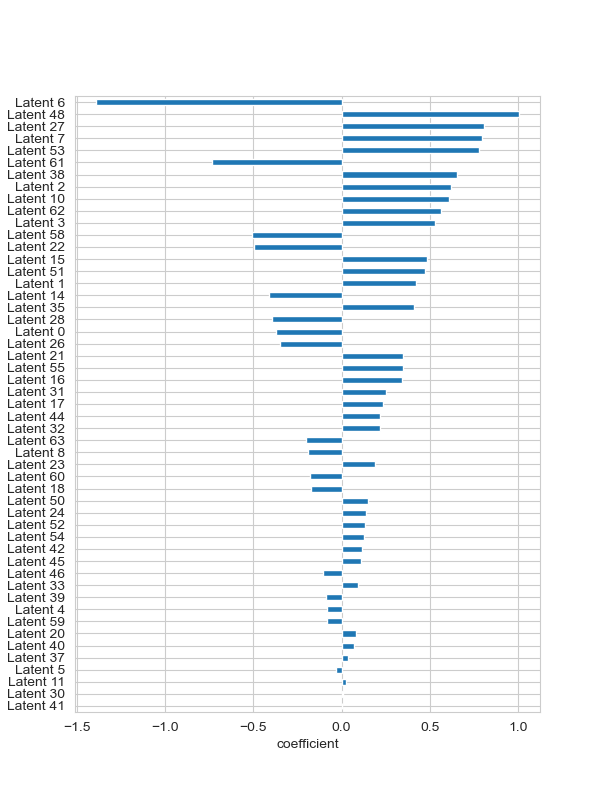 Latent 6
Latent 48
Latent 27
Latent 7
Latent 53
Latent 61
Latent 38
Latent 2
Latent 10
Latent 62
Latent 3
Latent 58
Latent 22
Latent 15
Latent 51
Latent 1
Latent 14
Latent 35
Latent 28
Latent 0
Latent 26
Latent 21
Latent 55
Latent 16
Latent 31
Latent 17
Latent 44
Latent 32
Latent 63
Latent 8
Latent 23
Latent 60
Latent 18
Latent 50
Latent 24
Latent 52
Latent 54
Latent 42
Latent 45
Latent 46
Latent 33
Latent 39
Latent 4
Latent 59
Latent 20
Latent 40
Latent 37
Latent 5
Latent 11
Latent 30
Latent 41
−1.5 −1.0 −0.5 0.0 0.5 1.0
coefficient